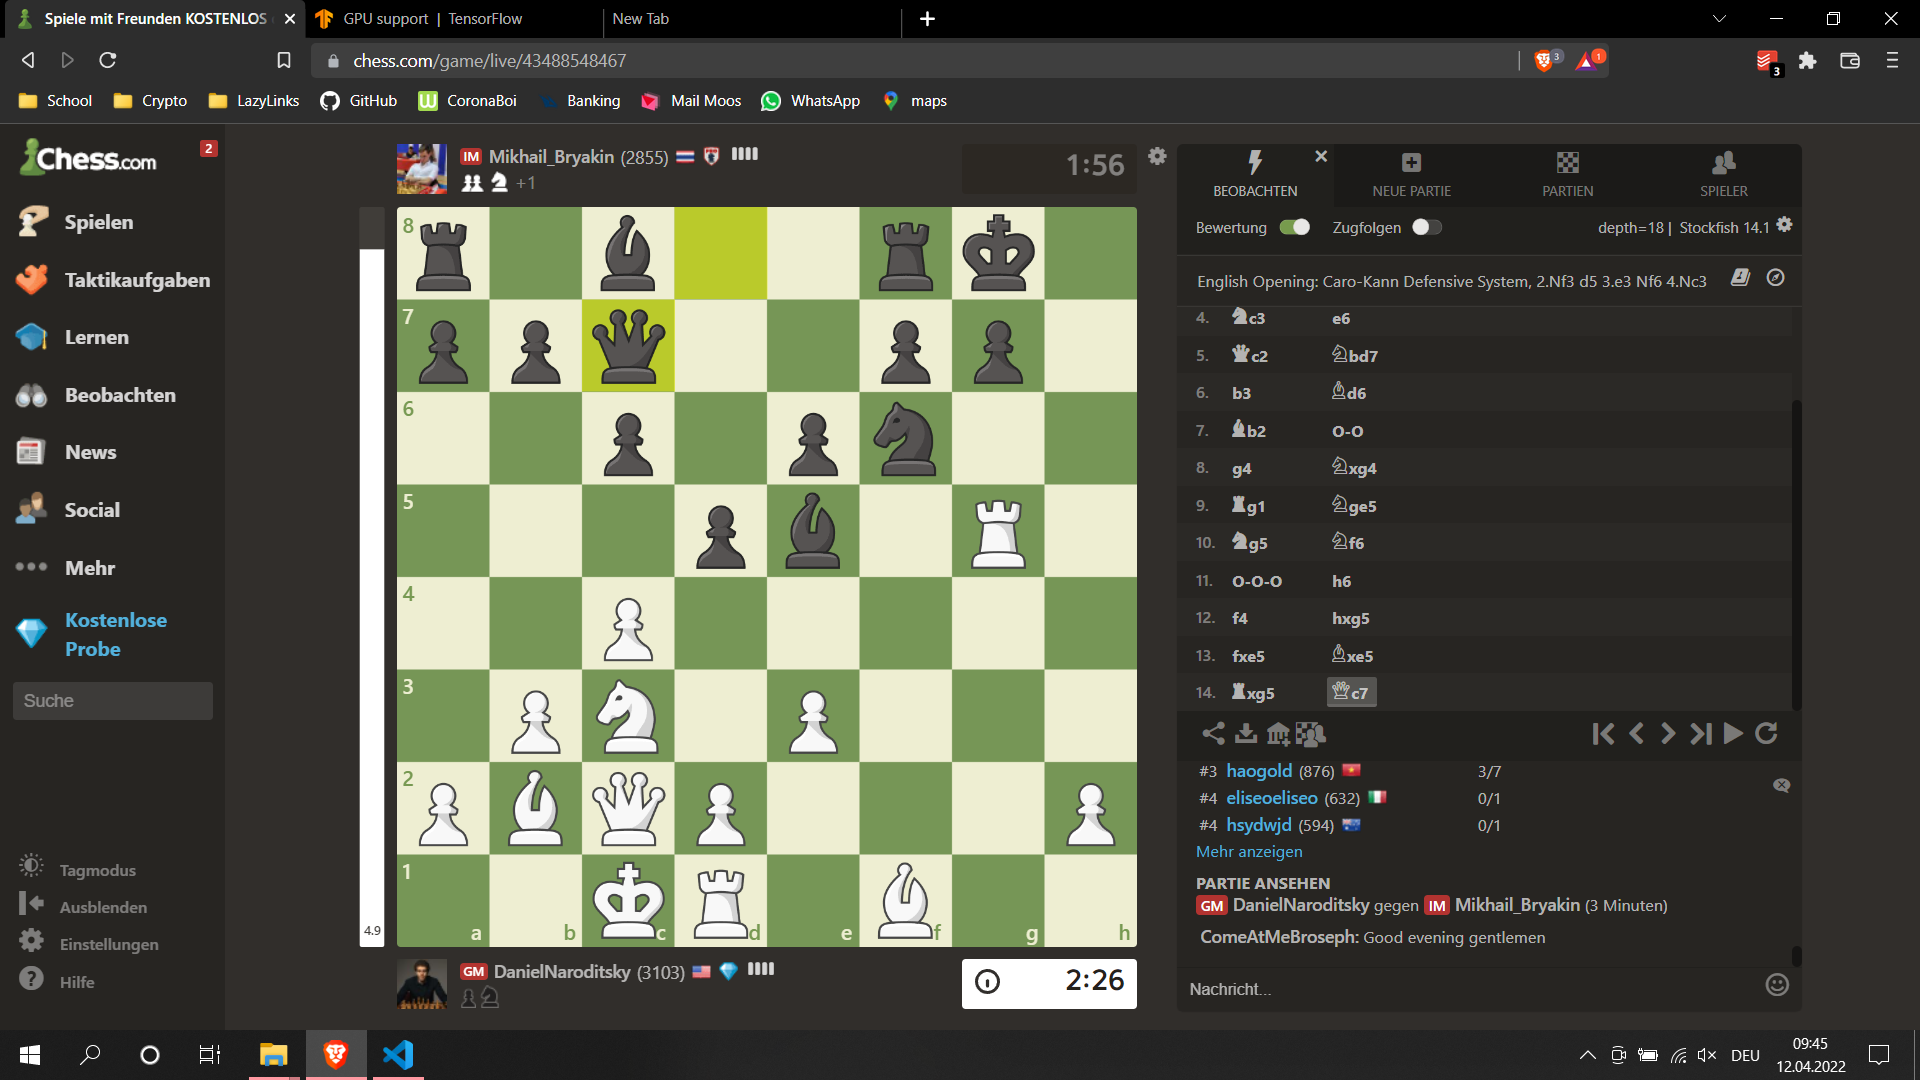 Spiele mit Freunden KOSTENLOS
GPU support | TensorFlow
New Tab
chess.com/game/live/43488548467
3
1
3
School
Crypto
LazyLinks
GitHub
CoronaBoi
Banking
Mail Moos
WhatsApp
maps
Chess.com
2
Spielen
Taktikaufgaben
Lernen
Beobachten
News
Social
Mehr
Kostenlose
Probe
Suche
Tagmodus
Ausblenden
Einstellungen
Hilfe
IM Mikhail_Bryakin (2855)
+1
1:56
8
7
6
5
4
3
2
1
a b c d e f g h
4.9
GM DanielNaroditsky (3103)
2:26
BEOBACHTEN
NEUE PARTIE
PARTIEN
SPIELER
Bewertung
Zugfolgen
depth=18 | Stockfish 14.1
English Opening: Caro-Kann Defensive System, 2.Nf3 d5 3.e3 Nf6 4.Nc3
4. c3 e6
5. c2 bd7
6. b3 d6
7. b2 O-O
8. g4 xg4
9. g1 ge5
10. g5 f6
11. O-O-O h6
12. f4 hxg5
13. fxe5 xe5
14. xg5 c7
#3 haogold (876) 3/7
#4 eliseoeliseo (632) 0/1
#4 hsydwjd (594) 0/1
Mehr anzeigen
PARTIE ANSEHEN
GM DanielNaroditsky gegen IM Mikhail_Bryakin (3 Minuten)
ComeAtMeBroseph: Good evening gentlemen
Nachricht...
DEU
09:45
12.04.2022